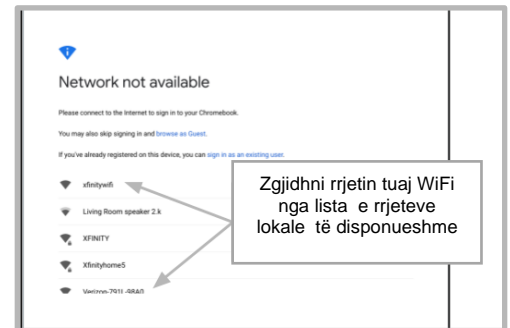 Network not available
Please connect to the Internet to sign in to your Chromebook.
You may also skip signing in and browse as Guest.
If you've already registered on this device, you can sign in as an existing user.
xfinitywifi
Living Room speaker 2.k
XFINITY
Xfinityhome5
Verizon-791L-98A0
Zgjidhni rrjetin tuaj WiFi
nga lista e rrjeteve
lokale të disponueshme